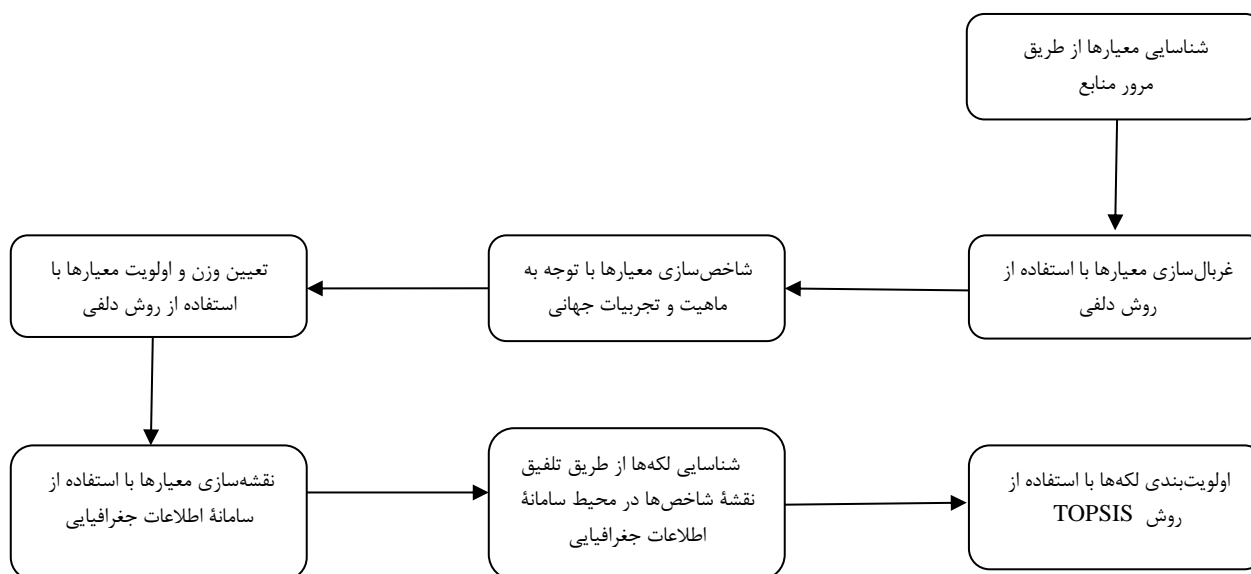 شناسایی معیارها از طریق
مرور منابع
غربال‌سازی معیارها با استفاده از
روش دلفی
شاخص‌سازی معیارها با توجه به
ماهیت و تجربیات جهانی
تعیین وزن و اولویت معیارها با
استفاده از روش دلفی
نقشه‌سازی معیارها با استفاده از
سامانهٔ اطلاعات جغرافیایی
شناسایی لکه‌ها از طریق تلفیق
نقشهٔ شاخص‌ها در محیط سامانهٔ
اطلاعات جغرافیایی
اولویت‌بندی لکه‌ها با استفاده از
روش TOPSIS